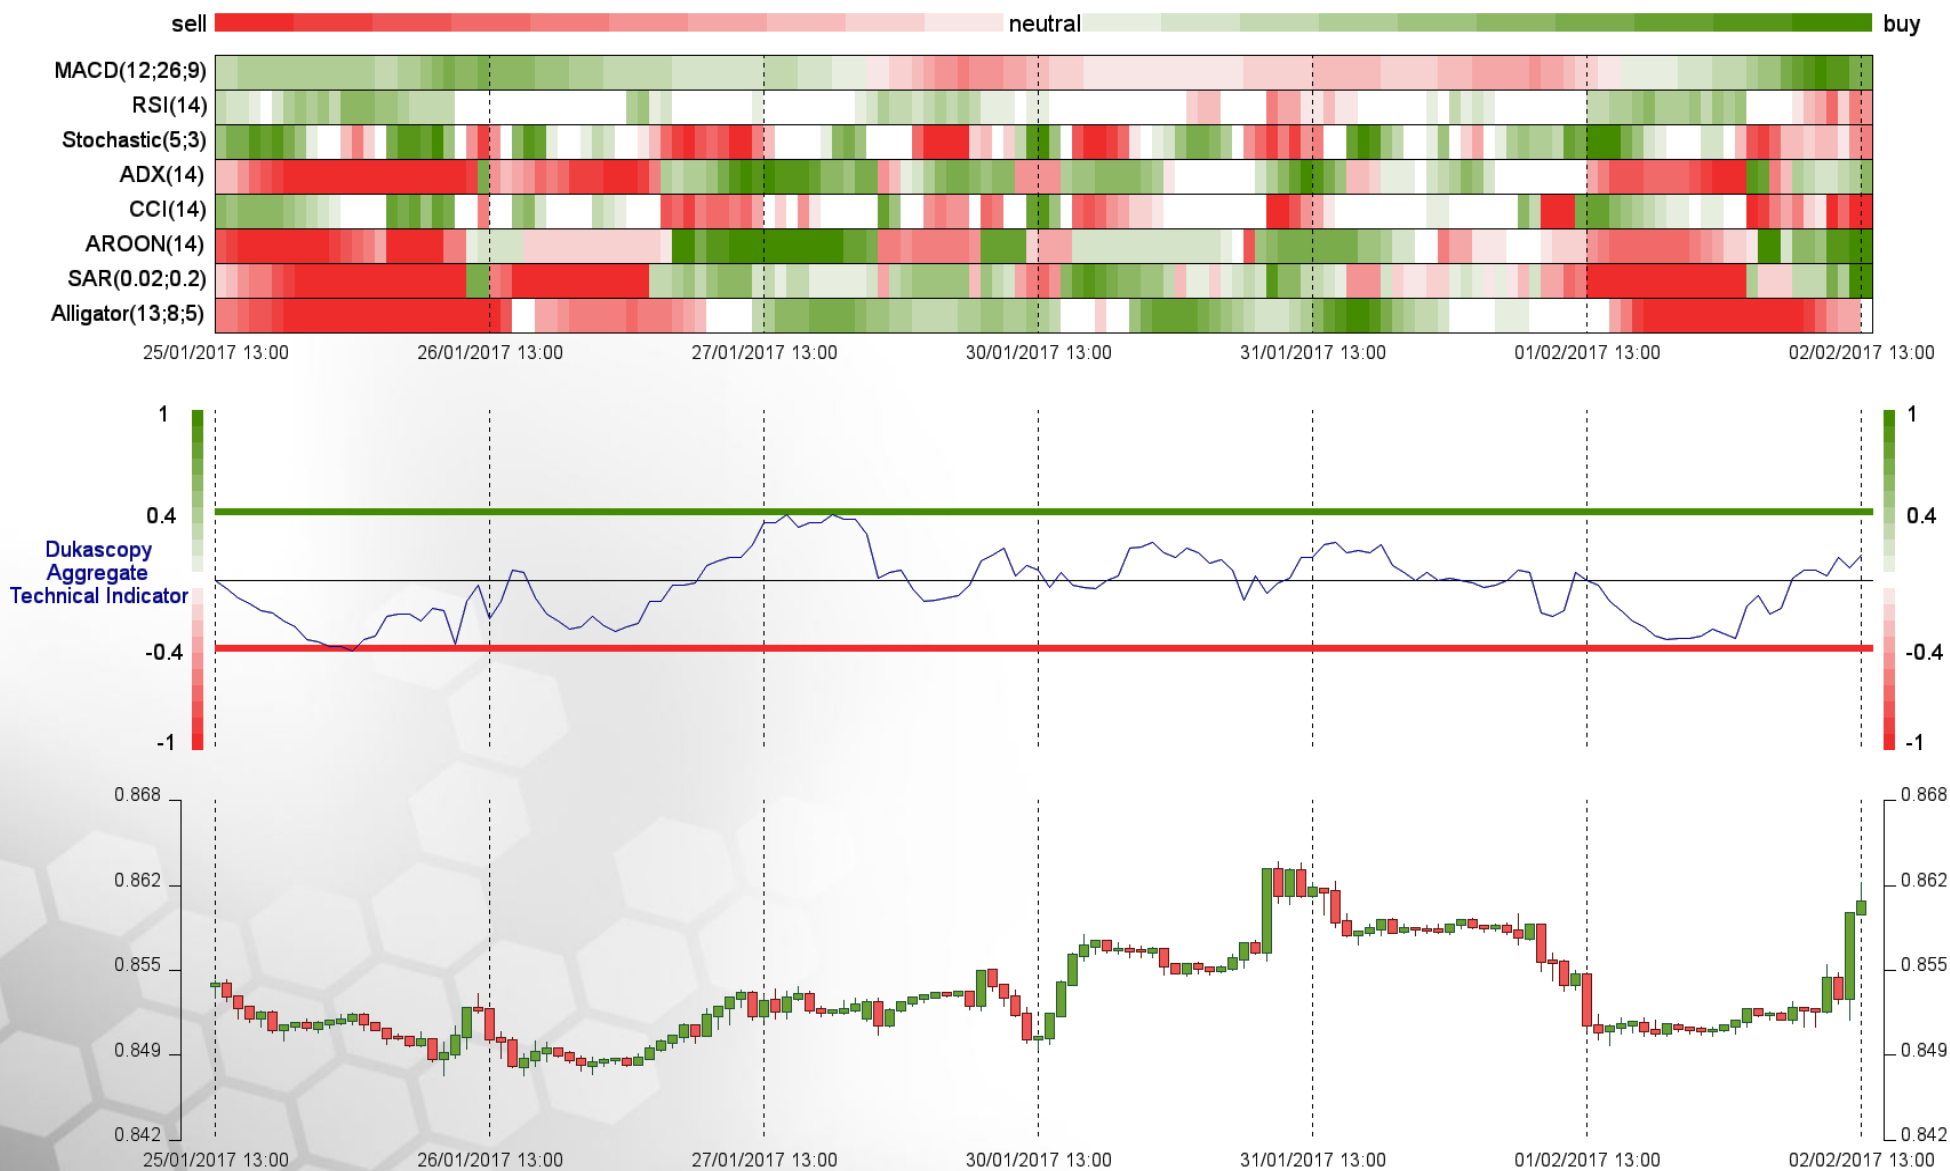 sell neutral buy
MACD(12;26;9)
RSI(14)
Stochastic(5;3)
ADX(14)
CCI(14)
AROON(14)
SAR(0.02;0.2)
Alligator(13;8;5)
25/01/2017 13:00 26/01/2017 13:00 27/01/2017 13:00 30/01/2017 13:00 31/01/2017 13:00 01/02/2017 13:00 02/02/2017 13:00
1 1
0.4 0.4
Dukascopy
Aggregate
Technical Indicator
-0.4 -0.4
-1 -1
0.868 0.868
0.862 0.862
0.855 0.855
0.849 0.849
0.842 0.842
25/01/2017 13:00 26/01/2017 13:00 27/01/2017 13:00 30/01/2017 13:00 31/01/2017 13:00 01/02/2017 13:00 02/02/2017 13:00